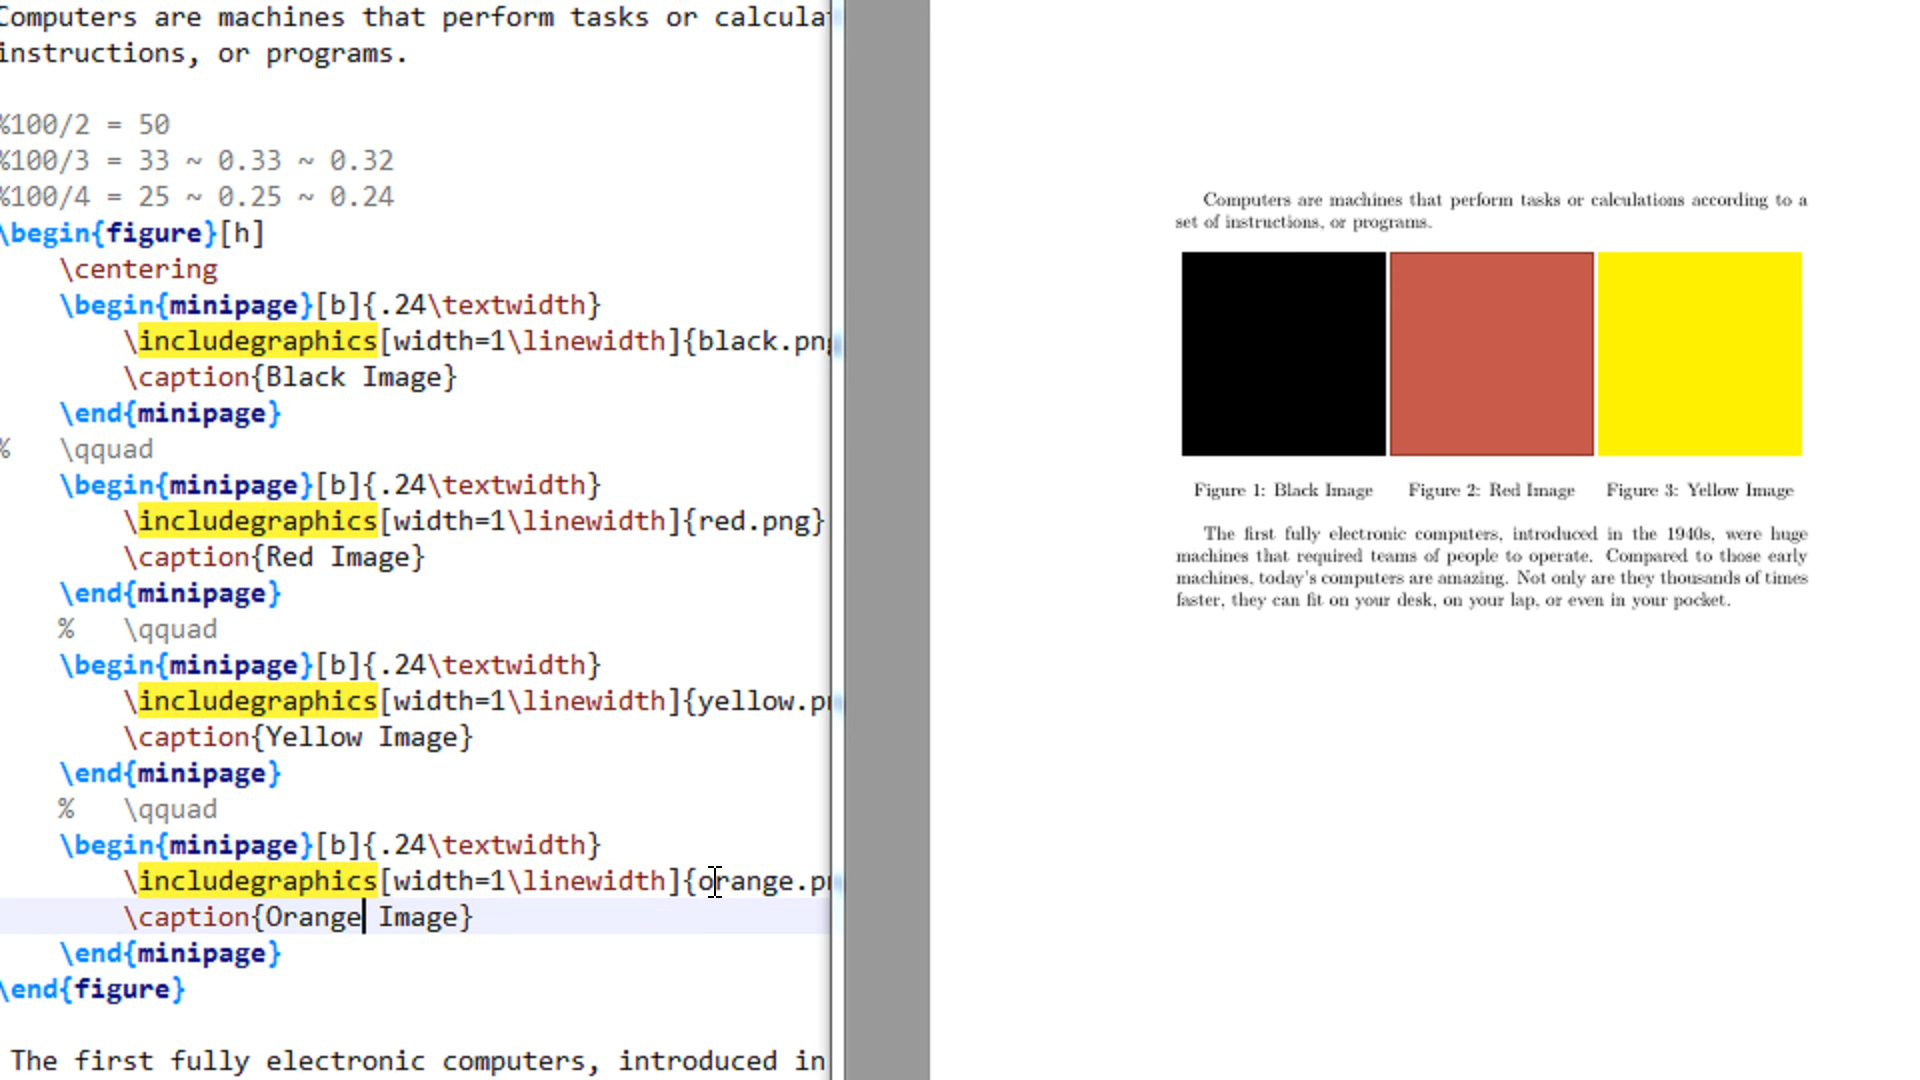 Computers are machines that perform tasks or calcula
instructions, or programs.
%100/2 = 50
%100/3 = 33 ~ 0.33 ~ 0.32
%100/4 = 25 ~ 0.25 ~ 0.24
\begin{figure}[h]
\centering
\begin{minipage}[b]{.24\textwidth}
\includegraphics[width=1\linewidth]{black.png
\caption{Black Image}
\end{minipage}
% \qquad
\begin{minipage}[b]{.24\textwidth}
\includegraphics[width=1\linewidth]{red.png}
\caption{Red Image}
\end{minipage}
% \qquad
\begin{minipage}[b]{.24\textwidth}
\includegraphics[width=1\linewidth]{yellow.pn
\caption{Yellow Image}
\end{minipage}
% \qquad
\begin{minipage}[b]{.24\textwidth}
\includegraphics[width=1\linewidth]{orange.pn
\caption{Orange Image}
\end{minipage}
\end{figure}
The first fully electronic computers, introduced in
Computers are machines that perform tasks or calculations according to a
set of instructions, or programs.
Figure 1: Black Image Figure 2: Red Image Figure 3: Yellow Image
The first fully electronic computers, introduced in the 1940s, were huge
machines that required teams of people to operate. Compared to those early
machines, today's computers are amazing. Not only are they thousands of times
faster, they can fit on your desk, on your lap, or even in your pocket.